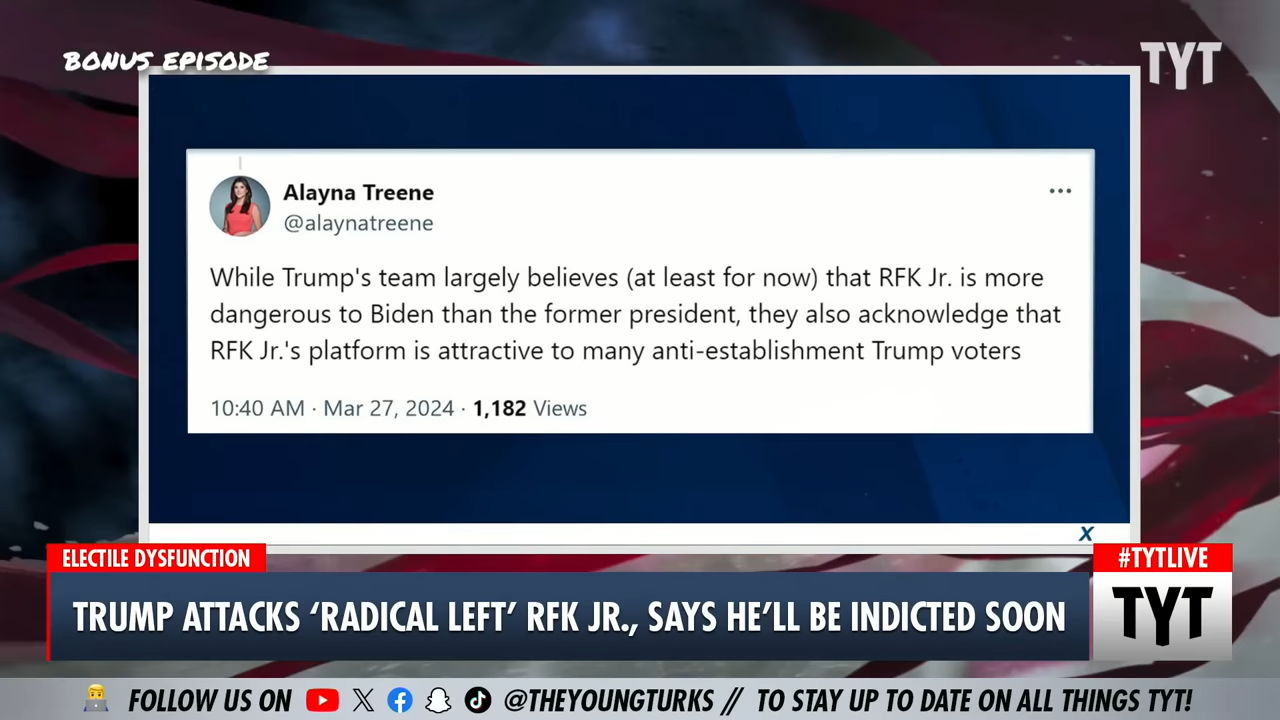 BONUS EPISODE
TYT
Alayna Treene
@alaynatreene
While Trump's team largely believes (at least for now) that RFK Jr. is more
dangerous to Biden than the former president, they also acknowledge that
RFK Jr.'s platform is attractive to many anti-establishment Trump voters
10:40 AM · Mar 27, 2024 · 1,182 Views
X
ELECTILE DYSFUNCTION
#TYTLIVE
TRUMP ATTACKS ‘RADICAL LEFT’ RFK JR., SAYS HE’LL BE INDICTED SOON
TYT
FOLLOW US ON @THEYOUNGTURKS // TO STAY UP TO DATE ON ALL THINGS TYT!